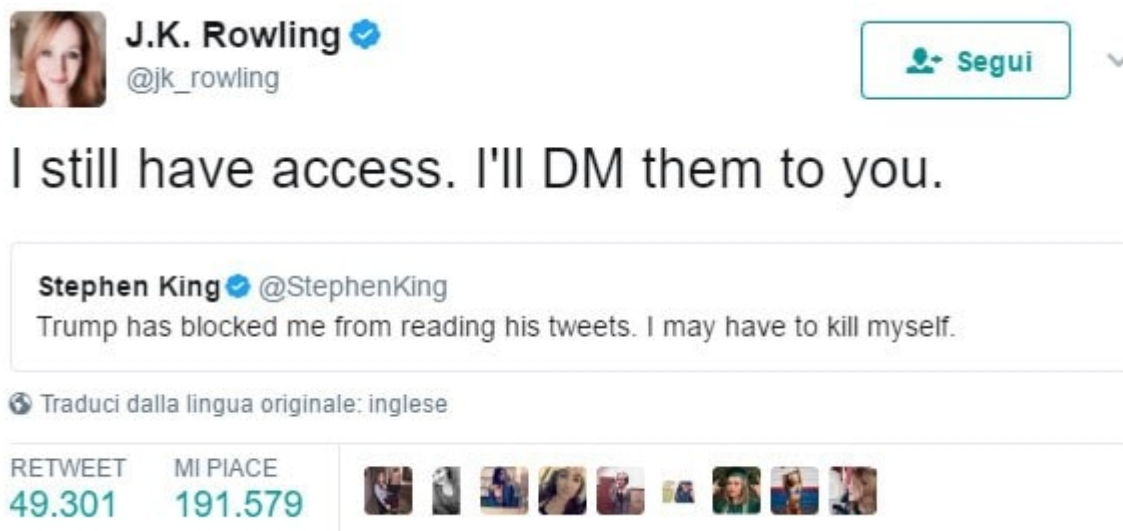 J.K. Rowling
@jk_rowling
Segui
I still have access. I'll DM them to you.
Stephen King @StephenKing
Trump has blocked me from reading his tweets. I may have to kill myself.
Traduci dalla lingua originale: inglese
RETWEET MI PIACE
49.301 191.579